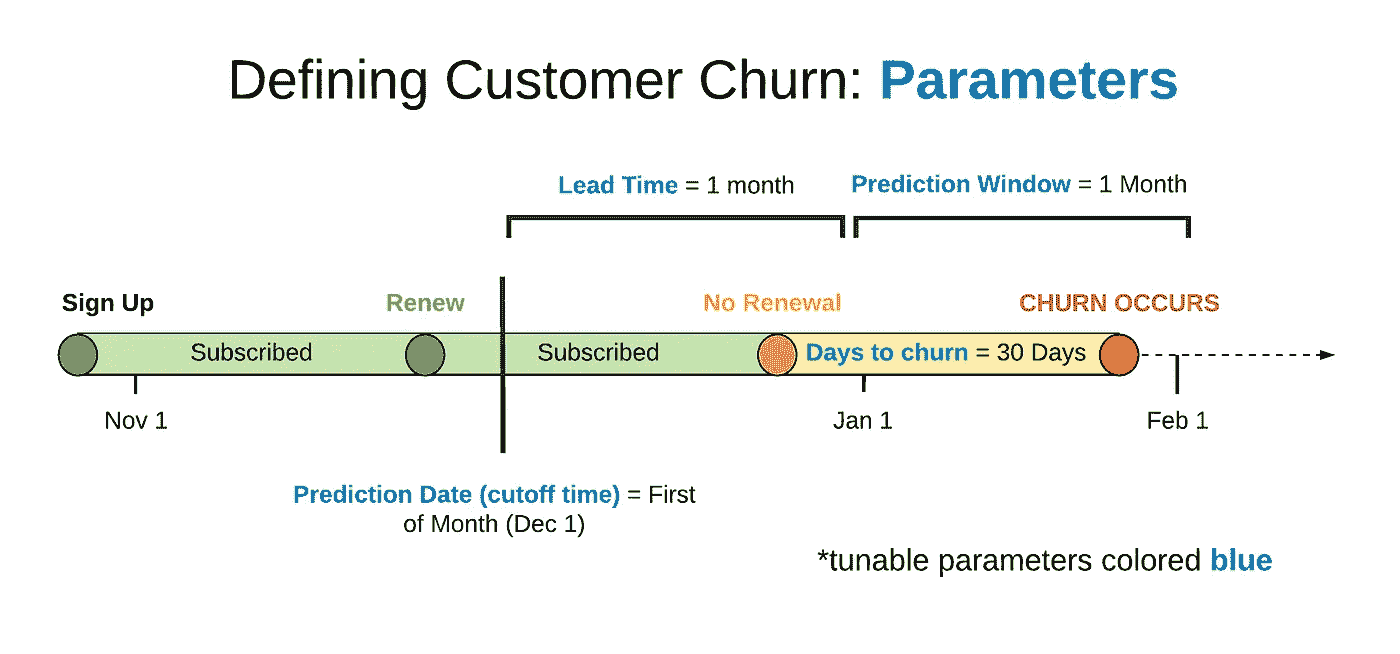 Defining Customer Churn: Parameters
Lead Time = 1 month
Prediction Window = 1 Month
Sign Up
Renew
No Renewal
CHURN OCCURS
Subscribed
Subscribed
Days to churn = 30 Days
Nov 1
Jan 1
Feb 1
Prediction Date (cutoff time) = First
of Month (Dec 1)
*tunable parameters colored blue